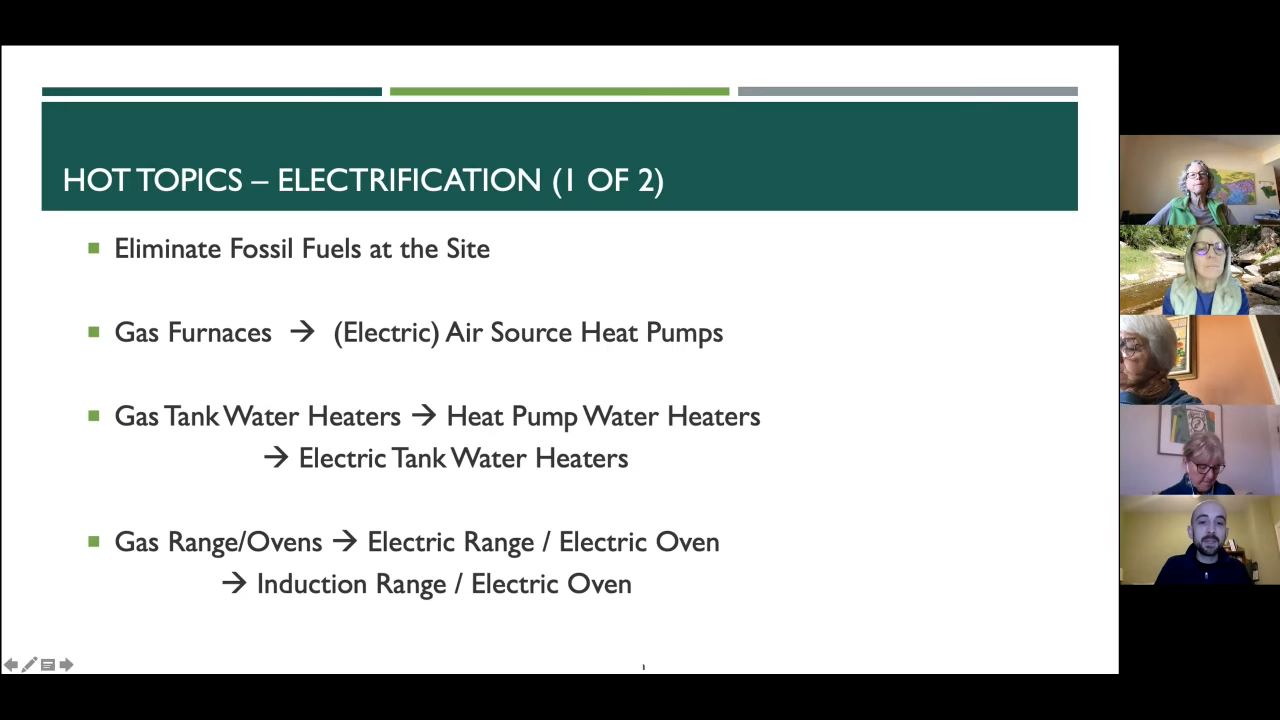 HOT TOPICS – ELECTRIFICATION (1 OF 2)
Eliminate Fossil Fuels at the Site
Gas Furnaces → (Electric) Air Source Heat Pumps
Gas Tank Water Heaters → Heat Pump Water Heaters
→ Electric Tank Water Heaters
Gas Range/Ovens → Electric Range / Electric Oven
→ Induction Range / Electric Oven